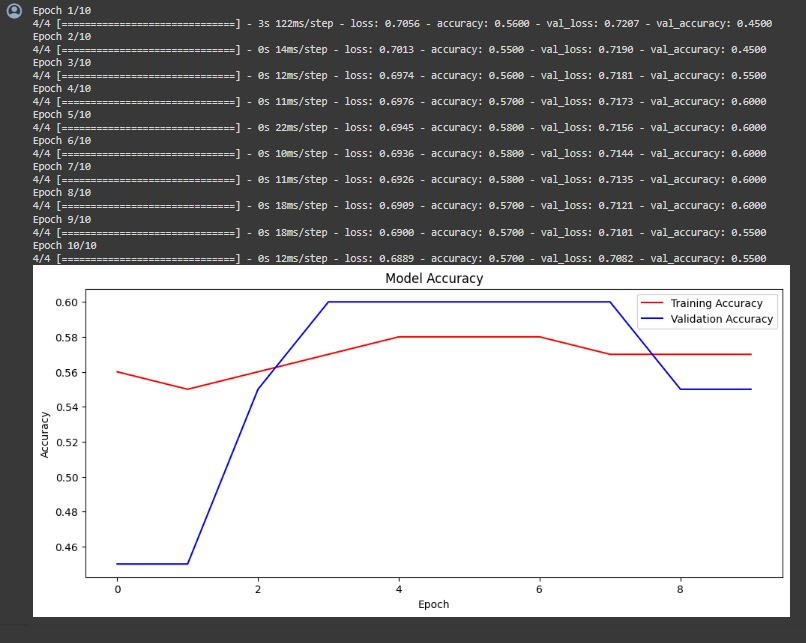 Epoch 1/10
4/4 [==============================] - 3s 122ms/step - loss: 0.7056 - accuracy: 0.5600 - val_loss: 0.7207 - val_accuracy: 0.4500
Epoch 2/10
4/4 [==============================] - 0s 14ms/step - loss: 0.7013 - accuracy: 0.5500 - val_loss: 0.7190 - val_accuracy: 0.4500
Epoch 3/10
4/4 [==============================] - 0s 12ms/step - loss: 0.6974 - accuracy: 0.5600 - val_loss: 0.7181 - val_accuracy: 0.5500
Epoch 4/10
4/4 [==============================] - 0s 11ms/step - loss: 0.6976 - accuracy: 0.5700 - val_loss: 0.7173 - val_accuracy: 0.6000
Epoch 5/10
4/4 [==============================] - 0s 22ms/step - loss: 0.6945 - accuracy: 0.5800 - val_loss: 0.7156 - val_accuracy: 0.6000
Epoch 6/10
4/4 [==============================] - 0s 10ms/step - loss: 0.6936 - accuracy: 0.5800 - val_loss: 0.7144 - val_accuracy: 0.6000
Epoch 7/10
4/4 [==============================] - 0s 11ms/step - loss: 0.6926 - accuracy: 0.5800 - val_loss: 0.7135 - val_accuracy: 0.6000
Epoch 8/10
4/4 [==============================] - 0s 18ms/step - loss: 0.6909 - accuracy: 0.5700 - val_loss: 0.7121 - val_accuracy: 0.6000
Epoch 9/10
4/4 [==============================] - 0s 18ms/step - loss: 0.6900 - accuracy: 0.5700 - val_loss: 0.7101 - val_accuracy: 0.5500
Epoch 10/10
4/4 [==============================] - 0s 12ms/step - loss: 0.6889 - accuracy: 0.5700 - val_loss: 0.7082 - val_accuracy: 0.5500
Model Accuracy
Training Accuracy
Validation Accuracy
0.60
0.58
0.56
0.54
0.52
0.50
0.48
0.46
Accuracy
0 2 4 6 8
Epoch